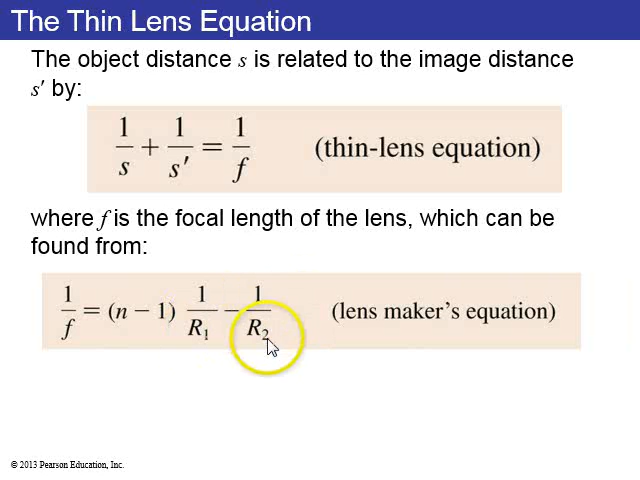 The Thin Lens Equation
The object distance s is related to the image distance
s′ by:
1/s + 1/s′ = 1/f (thin-lens equation)
where f is the focal length of the lens, which can be
found from:
1/f = (n − 1) 1/R₁ − 1/R₂ (lens maker's equation)
© 2013 Pearson Education, Inc.